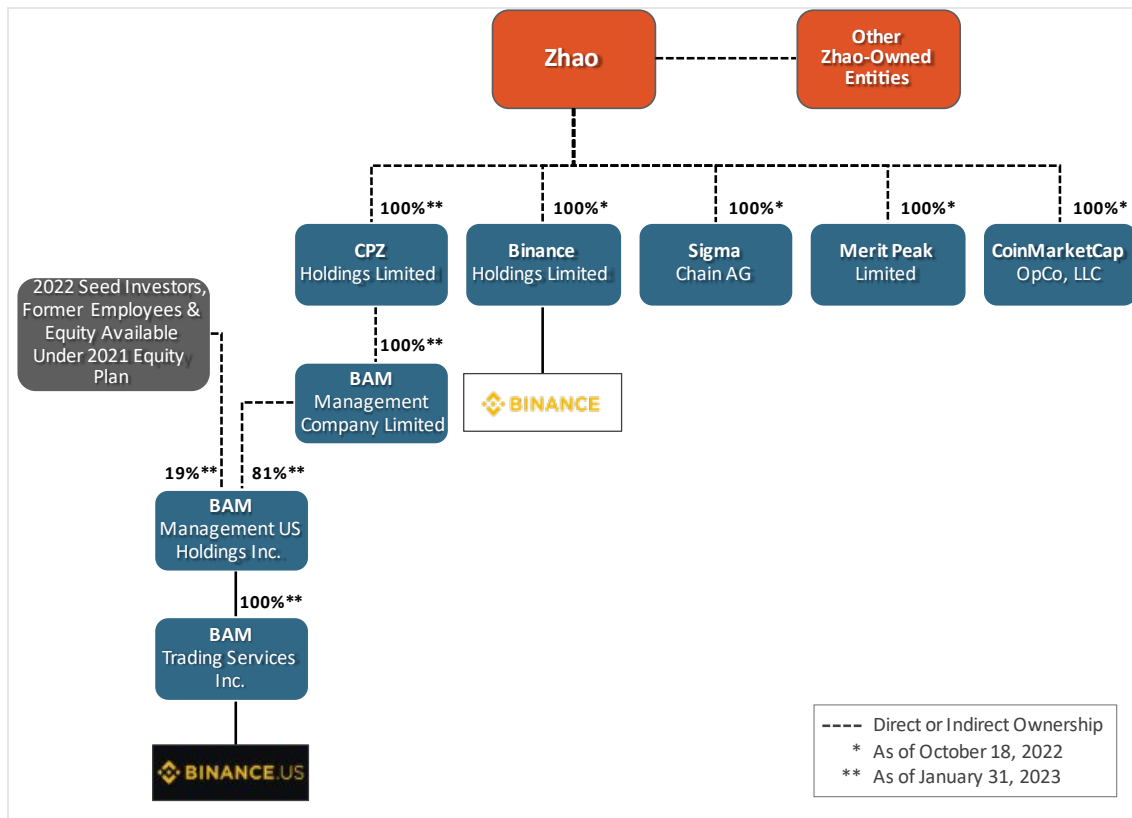 Zhao
Other
Zhao-Owned
Entities
100%**
100%*
100%*
100%*
100%*
CPZ
Holdings Limited
Binance
Holdings Limited
Sigma
Chain AG
Merit Peak
Limited
CoinMarketCap
OpCo, LLC
2022 Seed Investors,
Former Employees &
Equity Available
Under 2021 Equity
Plan
100%**
BAM
Management
Company Limited
BINANCE
19%**
81%**
BAM
Management US
Holdings Inc.
100%**
BAM
Trading Services
Inc.
BINANCE.US
---- Direct or Indirect Ownership
* As of October 18, 2022
** As of January 31, 2023